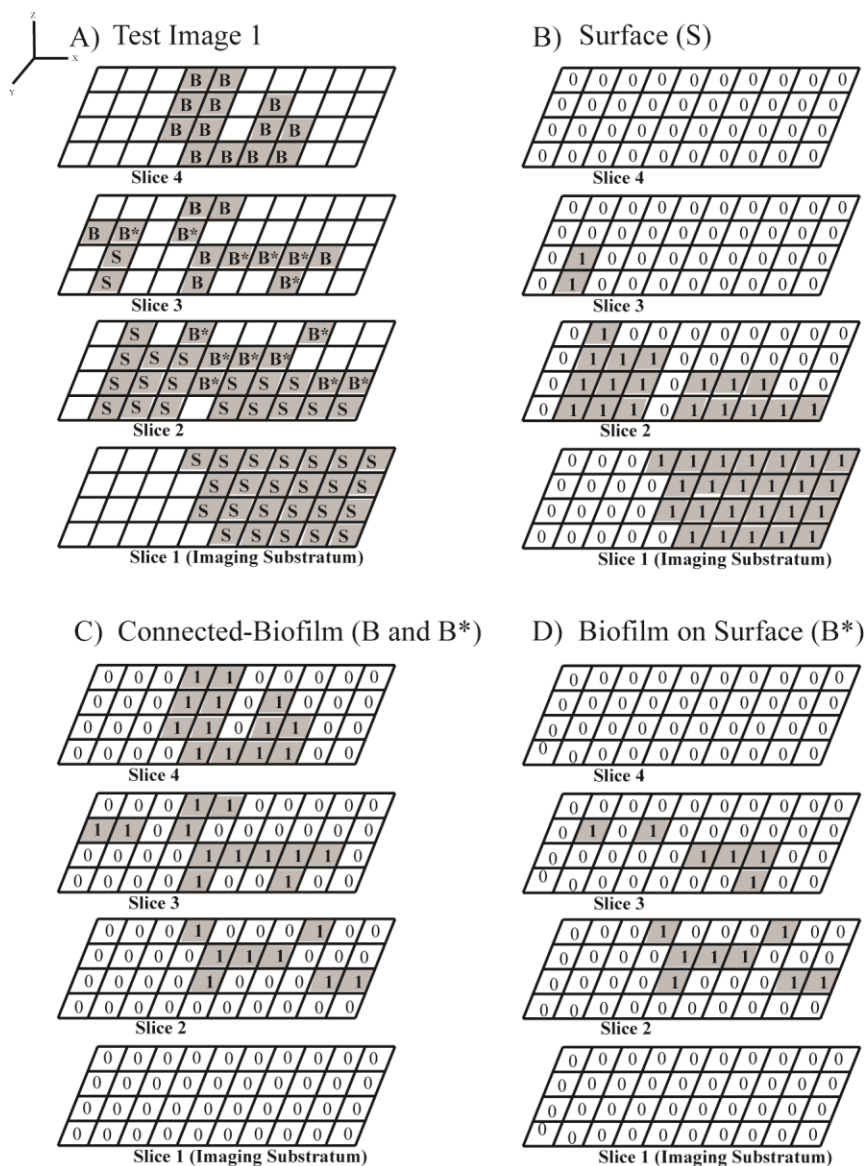 Z
X
Y
A) Test Image 1
B B
B B B
B B B B
B B B B
Slice 4
B B
B B* B*
S B B* B* B* B
S B B*
Slice 3
S B* B*
S S S B* B* B*
S S S B* S S S B* B*
S S S S S S S S
Slice 2
S S S S S S S
S S S S S S
S S S S S S
S S S S S
Slice 1 (Imaging Substratum)
B) Surface (S)
0 0 0 0 0 0 0 0 0 0
0 0 0 0 0 0 0 0 0 0
0 0 0 0 0 0 0 0 0 0
0 0 0 0 0 0 0 0 0 0
Slice 4
0 0 0 0 0 0 0 0 0 0
0 0 0 0 0 0 0 0 0 0
0 1 0 0 0 0 0 0 0 0
0 1 0 0 0 0 0 0 0 0
Slice 3
0 1 0 0 0 0 0 0 0 0
0 1 1 1 0 0 0 0 0 0
0 1 1 1 0 1 1 1 0 0
0 1 1 1 0 1 1 1 1 1
Slice 2
0 0 0 1 1 1 1 1 1 1
0 0 0 0 1 1 1 1 1 1
0 0 0 0 1 1 1 1 1 1
0 0 0 0 0 1 1 1 1 1
Slice 1 (Imaging Substratum)
C) Connected-Biofilm (B and B*)
0 0 0 1 1 0 0 0 0 0
0 0 0 1 1 0 1 0 0 0
0 0 0 1 1 0 1 1 0 0
0 0 0 0 1 1 1 1 0 0
Slice 4
0 0 0 1 1 0 0 0 0 0
1 1 0 1 0 0 0 0 0 0
0 0 0 0 1 1 1 1 1 0
0 0 0 0 1 0 0 1 0 0
Slice 3
0 0 0 1 0 0 0 1 0 0
0 0 0 0 1 1 1 0 0 0
0 0 0 0 1 0 0 0 1 1
0 0 0 0 0 0 0 0 0 0
Slice 2
0 0 0 0 0 0 0 0 0 0
0 0 0 0 0 0 0 0 0 0
0 0 0 0 0 0 0 0 0 0
0 0 0 0 0 0 0 0 0 0
Slice 1 (Imaging Substratum)
D) Biofilm on Surface (B*)
0 0 0 0 0 0 0 0 0 0
0 0 0 0 0 0 0 0 0 0
0 0 0 0 0 0 0 0 0 0
0 0 0 0 0 0 0 0 0 0
Slice 4
0 0 0 0 0 0 0 0 0 0
0 1 0 1 0 0 0 0 0 0
0 0 0 0 0 1 1 1 0 0
0 0 0 0 0 0 0 1 0 0
Slice 3
0 0 0 1 0 0 0 1 0 0
0 0 0 0 1 1 1 0 0 0
0 0 0 0 1 0 0 0 1 1
0 0 0 0 0 0 0 0 0 0
Slice 2
0 0 0 0 0 0 0 0 0 0
0 0 0 0 0 0 0 0 0 0
0 0 0 0 0 0 0 0 0 0
0 0 0 0 0 0 0 0 0 0
Slice 1 (Imaging Substratum)